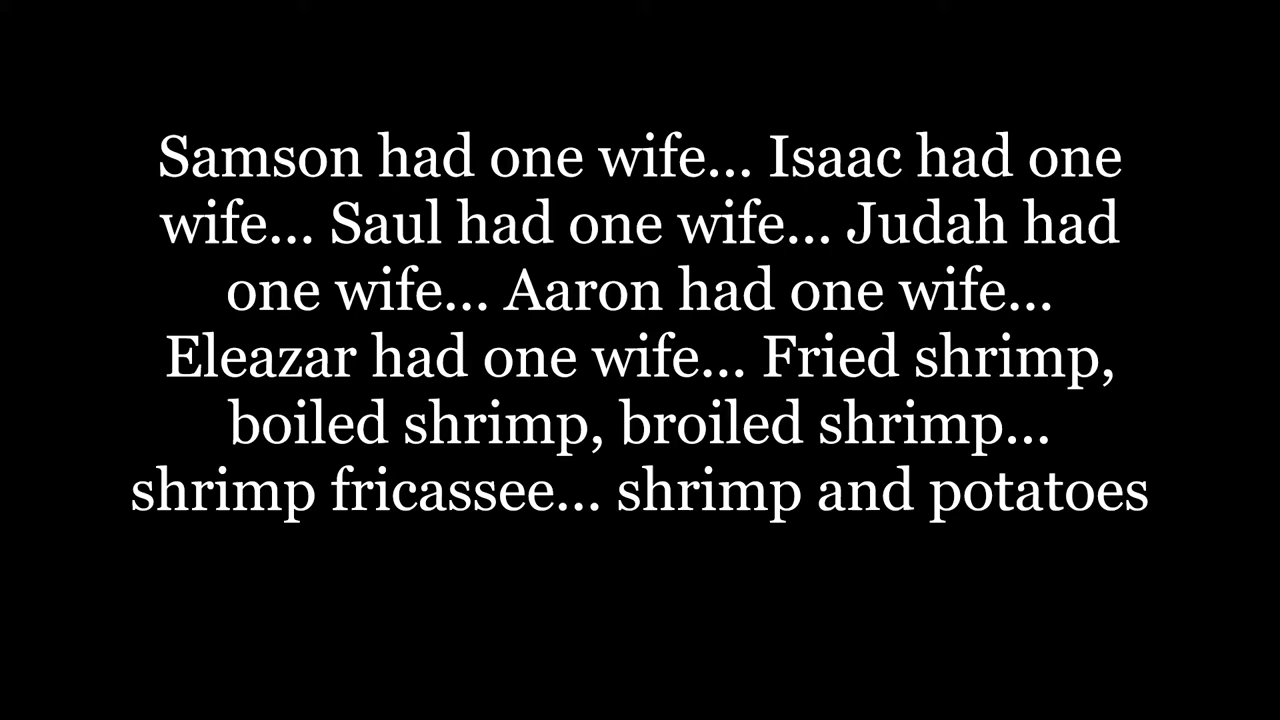 Samson had one wife... Isaac had one
wife... Saul had one wife... Judah had
one wife... Aaron had one wife...
Eleazar had one wife... Fried shrimp,
boiled shrimp, broiled shrimp...
shrimp fricassee... shrimp and potatoes